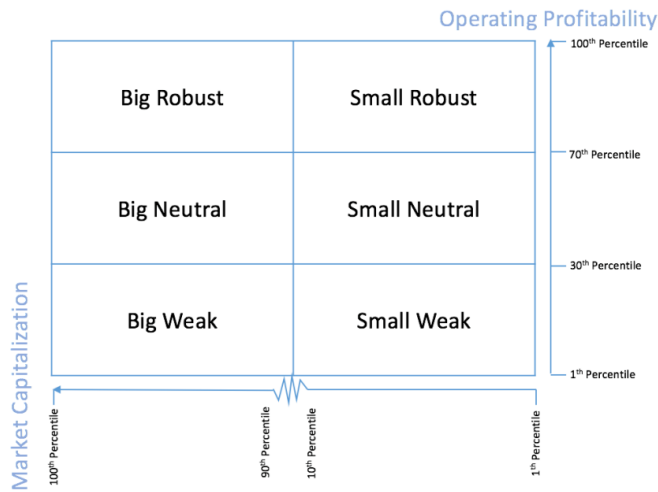 Operating Profitability
100th Percentile
Big Robust
Small Robust
70th Percentile
Big Neutral
Small Neutral
30th Percentile
Big Weak
Small Weak
1th Percentile
Market Capitalization
100th Percentile
90th Percentile
10th Percentile
1th Percentile